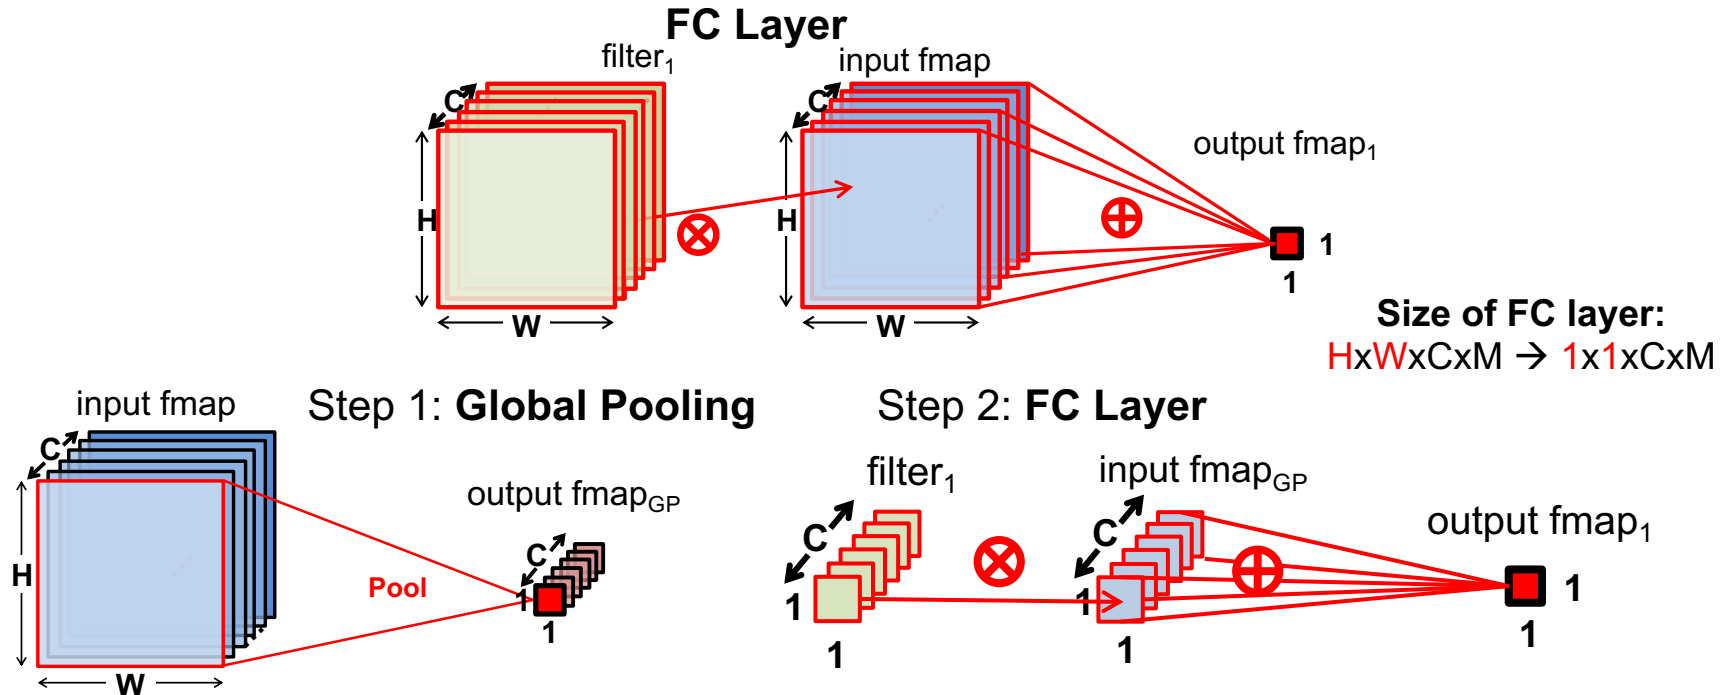 FC Layer
filter1
input fmap
C
C
output fmap1
H
H
1
1
W
W
Size of FC layer:
HxWxCxM → 1x1xCxM
input fmap
Step 1: Global Pooling
Step 2: FC Layer
C
output fmapGP
filter1
input fmapGP
output fmap1
H
C
C
C
Pool
1
1
1
1
1
1
1
1
W